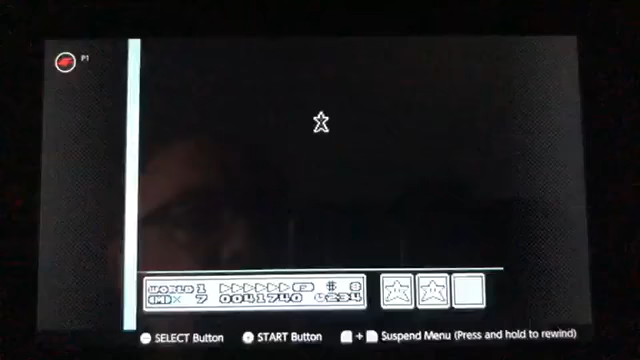 P1
WORLD 1 P $ 8
M× 7 0041740 234
SELECT Button START Button + Suspend Menu (Press and hold to rewind)